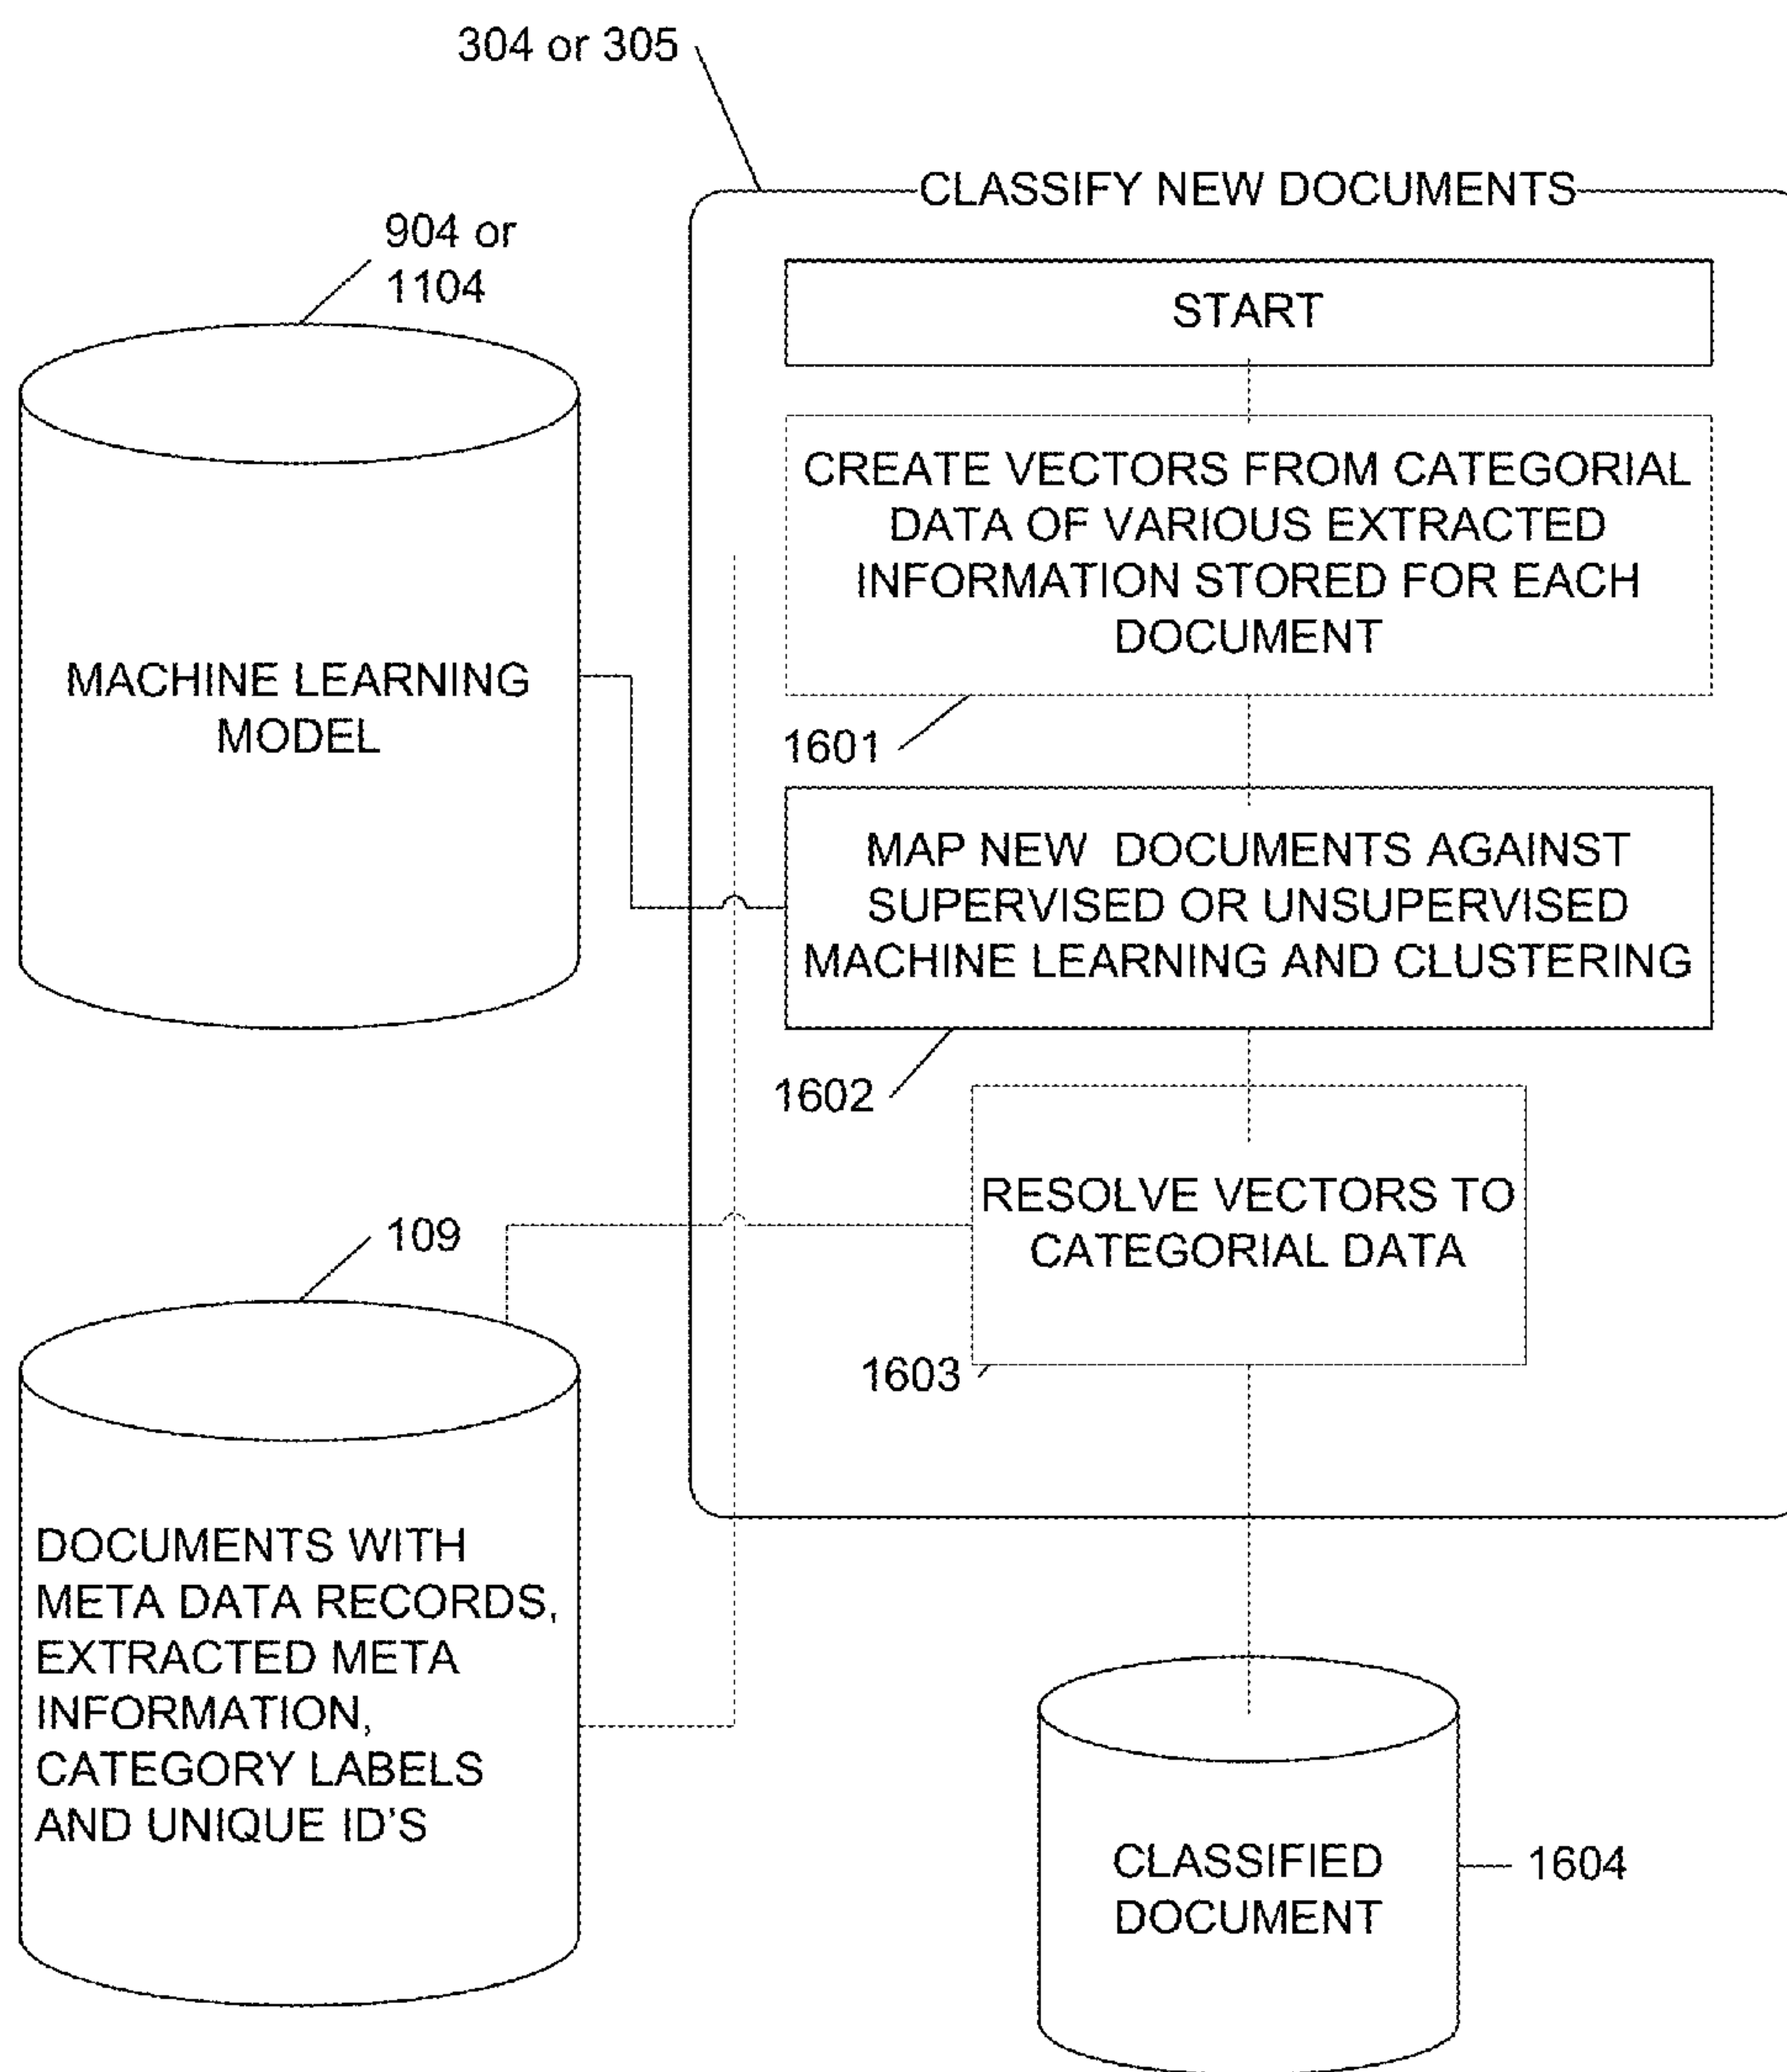 304 or 305
CLASSIFY NEW DOCUMENTS
904 or
1104
START
MACHINE LEARNING
MODEL
CREATE VECTORS FROM CATEGORIAL
DATA OF VARIOUS EXTRACTED
INFORMATION STORED FOR EACH
DOCUMENT
1601
MAP NEW DOCUMENTS AGAINST
SUPERVISED OR UNSUPERVISED
MACHINE LEARNING AND CLUSTERING
1602
RESOLVE VECTORS TO
CATEGORIAL DATA
1603
109
DOCUMENTS WITH
META DATA RECORDS,
EXTRACTED META
INFORMATION,
CATEGORY LABELS
AND UNIQUE ID'S
CLASSIFIED
DOCUMENT
1604